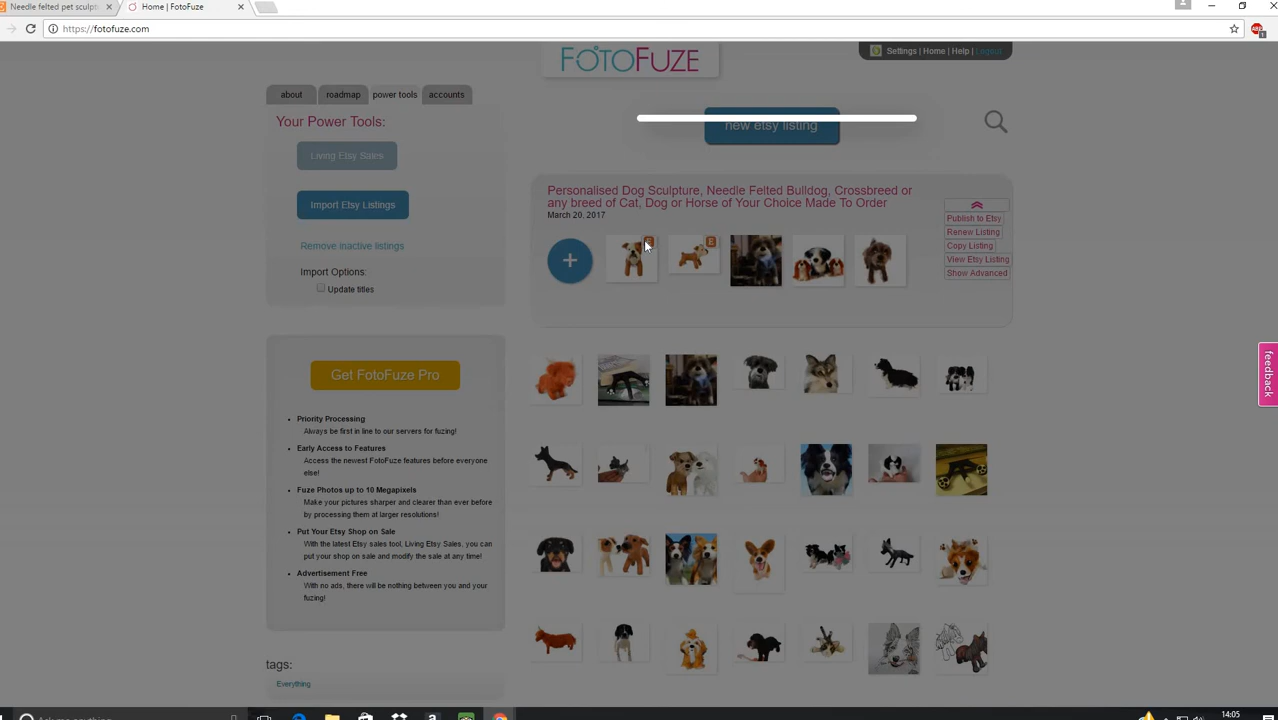 Needle felted pet sculpt
Home | FotoFuze
https://fotofuze.com
FOTOFUZE
Settings | Home | Help | Logout
about
roadmap
power tools
accounts
Your Power Tools:
Living Etsy Sales
Import Etsy Listings
Remove inactive listings
Import Options:
Update titles
Get FotoFuze Pro
Priority Processing
Always be first in line to our servers for fuzing!
Early Access to Features
Access the newest FotoFuze features before everyone
else!
Fuze Photos up to 10 Megapixels
Make your pictures sharper and clearer than ever before
by processing them at larger resolutions!
Put Your Etsy Shop on Sale
With the latest Etsy sales tool, Living Etsy Sales, you can
put your shop on sale and modify the sale at any time!
Advertisement Free
With no ads, there will be nothing between you and your
fuzing!
tags:
Everything
new etsy listing
Personalised Dog Sculpture, Needle Felted Bulldog, Crossbreed or
any breed of Cat, Dog or Horse of Your Choice Made To Order
March 20, 2017
E
E
Publish to Etsy
Renew Listing
Copy Listing
View Etsy Listing
Show Advanced
feedback
Ask me anything
14:05